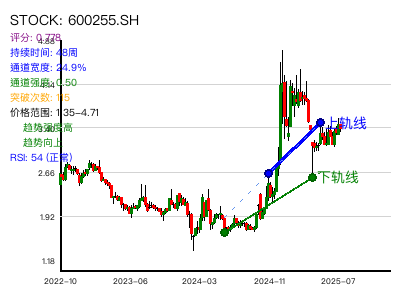 STOCK: 600255.SH
评分: 0.778
持续时间: 48周
通道宽度: 24.9%
通道强度: 0.50
突破次数: 
价格范围: 1.35-4.71
趋势强度高
趋势向上
RSI: 54 (正常)
上轨线
下轨线
2.66
1.92
1.18
2022-10
2023-06
2024-03
2024-11
2025-07